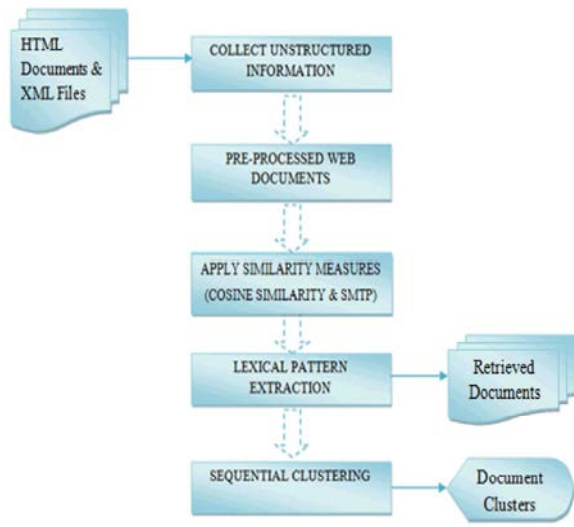 HTML
Documents &
XML Files
COLLECT UNSTRUCTURED
INFORMATION
PRE-PROCESSED WEB
DOCUMENTS
APPLY SIMILARITY MEASURES
(COSINE SIMILARITY & SMTP)
LEXICAL PATTERN
EXTRACTION
Retrieved
Documents
SEQUENTIAL CLUSTERING
Document
Clusters